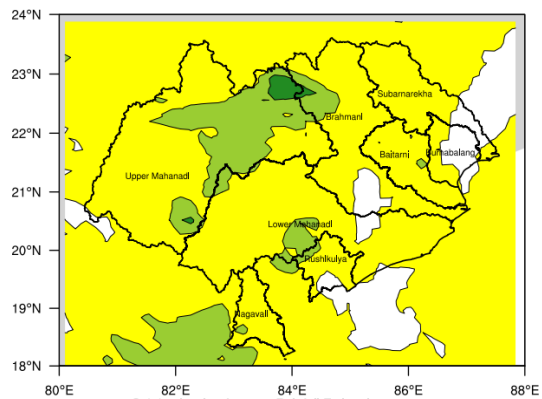 24°N
23°N
Subarnarekha
Brahmani
22°N
Baitarni
Burhabalang
Upper Mahanadi
21°N
Lower Mahanadi
20°N
Rushikulya
19°N
Nagavali
18°N
80°E 82°E 84°E 86°E 88°E